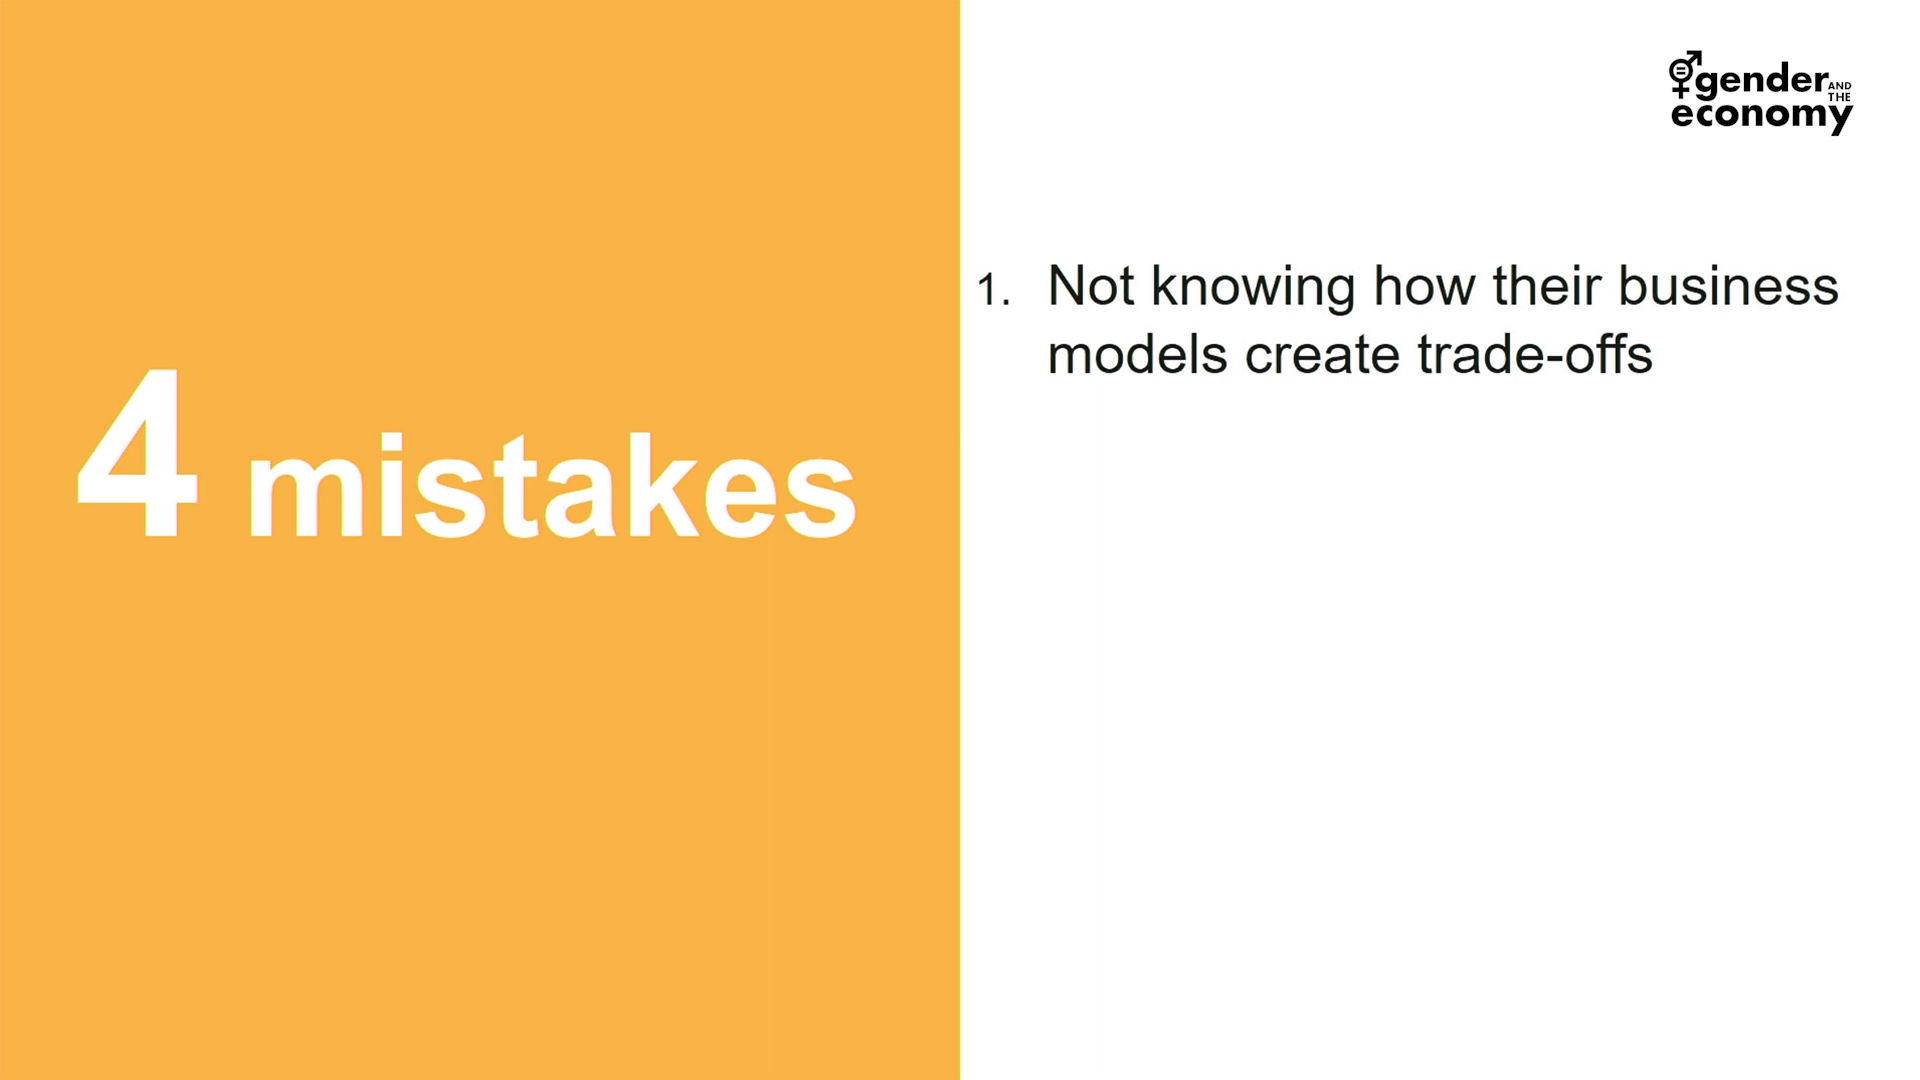 4 mistakes
gender AND THE
economy
1. Not knowing how their business
models create trade-offs